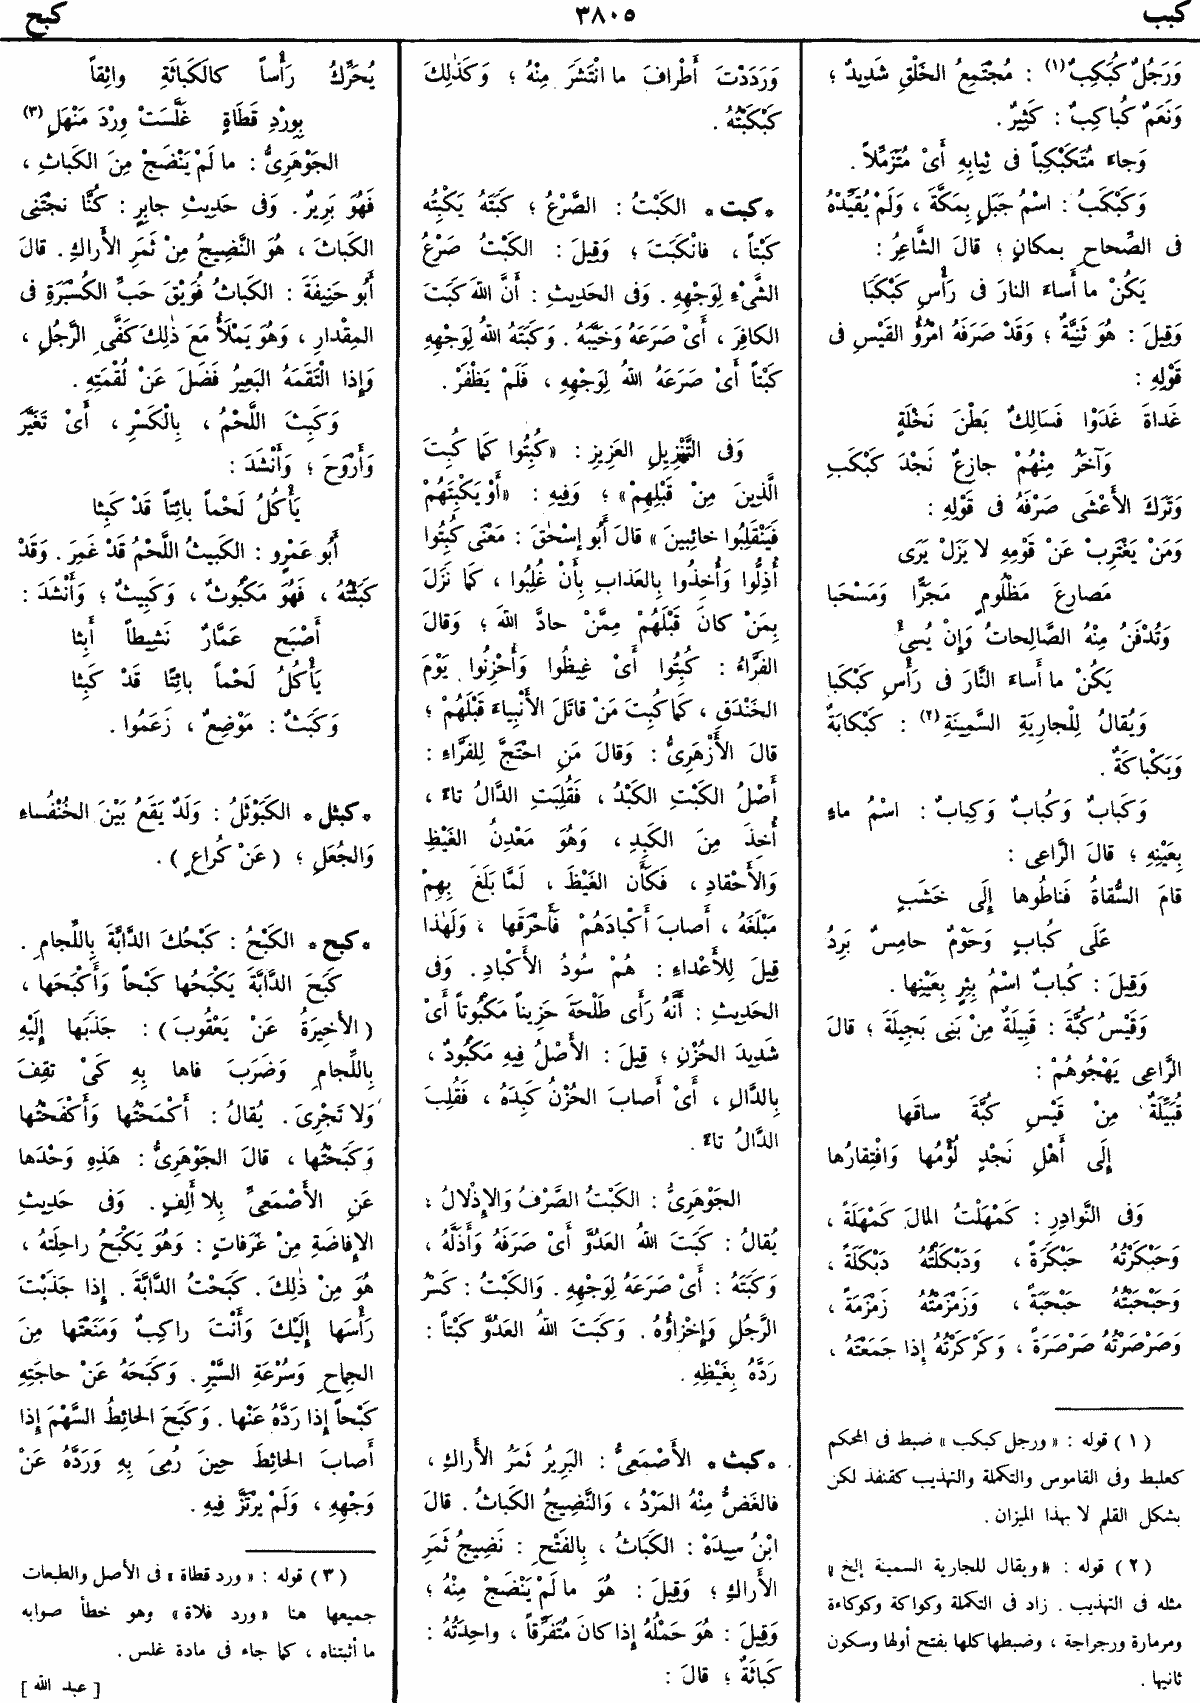 كبب
٣٨٠٥
كبح
وَرَجُلٌ كُبَكِبٌ(١) : مُجْتَمِعُ الخَلْقِ شَدِيدٌ ؛
وَنَعَمٌ كُباكِبٌ : كَثِيرٌ .
وَجاءَ مُتَكَبْكِباً فى ثِيابِهِ أَىْ مُتَزَمِّلاً .
وَكَبْكَبُ : اسْمُ جَبَلٍ بِمَكَّةَ ، وَلَمْ يُقَيِّدْهُ
فى الصِّحاحِ بِمكانٍ ؛ قالَ الشَّاعِرُ :
يَكُنْ ما أَساءَ النارَ فى رَأْسِ كَبْكَبَا
وَقِيلَ : هُوَ ثَنِيَّةٌ ؛ وَقَدْ صَرَفَهُ امْرُؤُ القَيْسِ فى
قَوْلِهِ :
غَداةَ غَدَوْا فَسَالِكٌ بَطْنَ نَخْلَةٍ
وَآخَرُ مِنْهُمْ جازِعٌ نَجْدَ كَبْكَبِ
وَتَرَكَ الأَعْشَى صَرْفَهُ فى قَوْلِهِ :
وَمَنْ يَغْتَرِبْ عَنْ قَوْمِهِ لا يَزَلْ يَرَى
مَصارِعَ مَظْلُومٍ مَجَرًّا وَمَسْحَبا
وَتُدْفَنُ مِنْهُ الصَّالِحاتُ وَإِنْ يُسِئْ
يَكُنْ ما أَساءَ النَّارَ فى رَأْسِ كَبْكَبَا
وَيُقالُ لِلْجارِيَةِ السَّمِينَةِ(٢) : كَبْكابَةٌ
وَبَكْباكَةٌ .
وَكَبابٌ وَكُبابٌ وَكِبابٌ : اسْمُ ماءٍ
بِعَيْنِهِ ؛ قالَ الرَّاعِى :
قامَ السُّقاةُ فَناطُوها إِلَى خَشَبٍ
عَلَى كُبابٍ وَحَوْمٌ حامِسٌ بَرِدُ
وَقِيلَ : كُبابٌ اسْمُ بِئْرٍ بِعَيْنِها .
وَقَيْسُ كُبَّةَ : قَبِيلَةٌ مِنْ بَنِى بَجِيلَةَ ؛ قالَ
الرَّاعِى يَهْجُوهُمْ :
قُبَيِّلَةٌ مِنْ قَيْسِ كُبَّةَ ساقَها
إِلَى أَهْلِ نَجْدٍ لُؤْمُها وَافْتِقارُها
وَفى النَّوادِرِ : كَمْهَلْتُ المالَ كَمْهَلَةً ،
وَحَبْكَرْتُهُ حَبْكَرَةً ، وَدَبْكَلْتُهُ دَبْكَلَةً ،
وَحَبْحَبْتُهُ حَبْحَبَةً ، وَزَمْزَمْتُهُ زَمْزَمَةً ،
وَصَرْصَرْتُهُ صَرْصَرَةً ، وَكَرْكَرْتُهُ إِذا جَمَعْتَهُ ،
( ١ ) قوله : « ورجل كبكب » ضبط فى المحكم
كعلبط وفى القاموس والتكملة والتهذيب كقنفذ لكن
بشكل القلم لا بهذا الميزان .
( ٢ ) قوله : « ويقال للجارية السمينة إلخ »
مثله فى التهذيب . زاد فى التكملة وكواكة وكوكاءة
ومرمارة ورجراجة ، وضبطها كلها بفتح أولها وسكون
ثانيها .
وَرَدَدْتَ أَطْرافَ ما انْتَشَرَ مِنْهُ ؛ وَكَذٰلِكَ
كَبْكَبْتُهُ .
« كبت » الكَبْتُ : الصَّرْعُ ؛ كَبَتَهُ يَكْبِتُهُ
كَبْتاً ، فانْكَبَتَ ؛ وَقِيلَ : الكَبْتُ صَرْعُ
الشَّىْءِ لِوَجْهِهِ . وَفى الحَدِيثِ : أَنَّ اللهَ كَبَتَ
الكافِرَ ، أَىْ صَرَعَهُ وَخَيَّبَهُ . وَكَبَتَهُ اللهُ لِوَجْهِهِ
كَبْتاً أَىْ صَرَعَهُ اللهُ لِوَجْهِهِ ، فَلَمْ يَظْفَرْ .
وَفى التَّنْزِيلِ العَزِيزِ : « كُبِتُوا كَما كُبِتَ
الَّذِينَ مِنْ قَبْلِهِمْ » ؛ وَفِيهِ : « أَوْ يَكْبِتَهُمْ
فَيَنْقَلِبُوا خائِبِينَ » قالَ أَبُو إِسْحٰقَ : مَعْنَى كُبِتُوا
أُذِلُّوا وَأُخِذُوا بِالعَذابِ بِأَنْ غُلِبُوا ، كَما نَزَلَ
بِمَنْ كانَ قَبْلَهُمْ مِمَّنْ حادَّ اللهَ ؛ وَقالَ
الفَرَّاءُ : كُبِتُوا أَىْ غِيظُوا وَأُحْزِنُوا يَوْمَ
الخَنْدَقِ ، كَما كُبِتَ مَنْ قاتَلَ الأَنْبِياءَ قَبْلَهُمْ ؛
قالَ الأَزْهَرِىُّ : وَقالَ مَنِ احْتَجَّ لِلفَرَّاءِ :
أَصْلُ الكَبْتِ الكَبْدُ ، فَقُلِبَتِ الدَّالُ تاءً ،
أُخِذَ مِنَ الكَبِدِ ، وَهُوَ مَعْدِنُ الغَيْظِ
وَالأَحْقادِ ، فَكَأَن الغَيْظَ ، لَمَّا بَلَغَ بِهِمْ
مَبْلَغَهُ ، أَصابَ أَكْبادَهُمْ فَأَحْرَقَها ، وَلَهٰذا
قِيلَ لِلأَعْداءِ : هُمْ سُودُ الأَكْبادِ . وَفى
الحَدِيثِ : أَنَّهُ رَأَى طَلْحَةَ حَزِيناً مَكْبُوتاً أَىْ
شَدِيدَ الحُزْنِ ؛ قِيلَ : الأَصْلُ فِيهِ مَكْبُودٌ ،
بِالدَّالِ ، أَىْ أَصابَ الحُزْنُ كَبِدَهُ ، فَقُلِبَ
الدَّالُ تاءً .
الجَوْهَرِىُّ : الكَبْتُ الصَّرْفُ وَالإِذْلالُ ؛
يُقالُ : كَبَتَ اللهُ العَدُوَّ أَىْ صَرَفَهُ وَأَذَلَّهُ ،
وَكَبَتَهُ : أَىْ صَرَعَهُ لِوَجْهِهِ . وَالكَبْتُ : كَسْرُ
الرَّجُلِ وَإِخْزاؤُهُ . وَكَبَتَ اللهُ العَدُوَّ كَبْتاً :
رَدَّهُ بِغَيْظِهِ .
« كبث » الأَصْمَعِىُّ : البَرِيرُ ثَمَرُ الأَراكِ ،
فالغَضُّ مِنْهُ المَرْدُ ، وَالنَّضِيجُ الكَباثُ . قالَ
ابْنُ سِيدَهْ : الكَباثُ ، بِالفَتْحِ : نَضِيجُ ثَمَرِ
الأَراكِ ؛ وَقِيلَ : هُوَ ما لَمْ يَنْضَجْ مِنْهُ ؛
وَقِيلَ : هُوَ حَمْلُهُ إِذا كانَ مُتَفَرِّقاً ، واحِدَتُهُ :
كَباثَةٌ ؛ قالَ :
يُحَرِّكُ رَأْساً كالكَباثَةِ واثِقاً
بِوِرْدِ قَطَاةٍ غَلَّسَتْ وِرْدَ مَنْهَلِ(٣)
الجَوْهَرِىُّ : ما لَمْ يَنْضَجْ مِنَ الكَباثِ ،
فَهُوَ بَرِيرٌ . وَفى حَدِيثِ جابِرٍ : كُنَّا نَجْتَنِى
الكَباثَ ، هُوَ النَّضِيجُ مِنْ ثَمَرِ الأَراكِ . قالَ
أَبُو حَنِيفَةَ : الكَباثُ فُوَيْقَ حَبِّ الكُسْبَرَةِ فى
المِقْدارِ ، وَهُوَ يَمْلَأُ مَعَ ذٰلِكَ كَفَّىِ الرَّجُلِ ،
وَإِذا الْتَقَمَهُ البَعِيرُ فَضَلَ عَنْ لُقْمَتِهِ .
وَكَبِثَ اللَّحْمُ ، بِالْكَسْرِ ، أَىْ تَغَيَّرَ
وَأَرْوَحَ ؛ وَأَنْشَدَ :
يَأْكُلُ لَحْماً بائِتاً قَدْ كَبِثا
أَبُو عَمْرٍو : الكَبِيثُ اللَّحْمُ قَدْ غَمَرَ . وَقَدْ
كَبَثْتُهُ ، فَهُوَ مَكْبُوثٌ ، وَكَبِيثٌ ؛ وَأَنْشَدَ :
أَصْبَح عَمَّارٌ نَشِيطاً أَبِثا
يَأْكُلُ لَحْماً بائِتًا قَدْ كَبِثا
وَكَبَثٌ : مَوْضِعٌ ، زَعَمُوا .
« كبثل » الكَبَوْثَلُ : وَلَدٌ يَقَعُ بَيْنَ الخُنْفُساءِ
وَالجُعَلِ ؛ ( عَنْ كُراعٍ ) .
« كبح » الكَبْحُ : كَبْحُكَ الدَّابَّةَ بِاللِّجامِ .
كَبَحَ الدَّابَّةَ يَكْبَحُها كَبْحاً وَأَكْبَحَها ،
( الأَخِيرَةُ عَنْ يَعْقُوبَ ) : جَذَبَها إِلَيْهِ
بِاللِّجامِ وَضَرَبَ فاها بِهِ كَىْ تَقِفَ
وَلا تَجْرِىَ . يُقالُ : أَكْمَحْتُها وَأَكْفَحْتُها
وَكَبَحْتُها ، قالَ الجَوْهَرِىُّ : هَذِهِ وَحْدَها
عَنِ الأَصْمَعِىِّ بِلا أَلِفٍ . وَفى حَدِيثِ
الإِفاضَةِ مِنْ عَرَفاتٍ : وَهُوَ يَكْبَحُ راحِلَتَهُ ،
هُوَ مِنْ ذٰلِكَ . كَبَحْتُ الدَّابَّةَ . إِذا جَذَبْتَ
رَأْسَها إِلَيْكَ وَأَنْتَ راكِبٌ وَمَنَعْتَها مِنَ
الجِماحِ وَسُرْعَةِ السَّيْرِ . وَكَبَحَهُ عَنْ حاجَتِهِ
كَبْحاً إِذا رَدَّهُ عَنْها . وَكَبَحَ الحائِطُ السَّهْمَ إِذا
أَصابَ الحائِطَ حِينَ رُمِىَ بِهِ وَرَدَّهُ عَنْ
وَجْهِهِ ، وَلَمْ يَرْتَزَّ فِيهِ .
( ٣ ) قوله : « ورد قطاة » فى الأصل والطبعات
جميعها هنا « ورد فلاة » وهو خطأ صوابه
ما أثبتناه ، كما جاء فى مادة غلس .
[ عبد الله ]